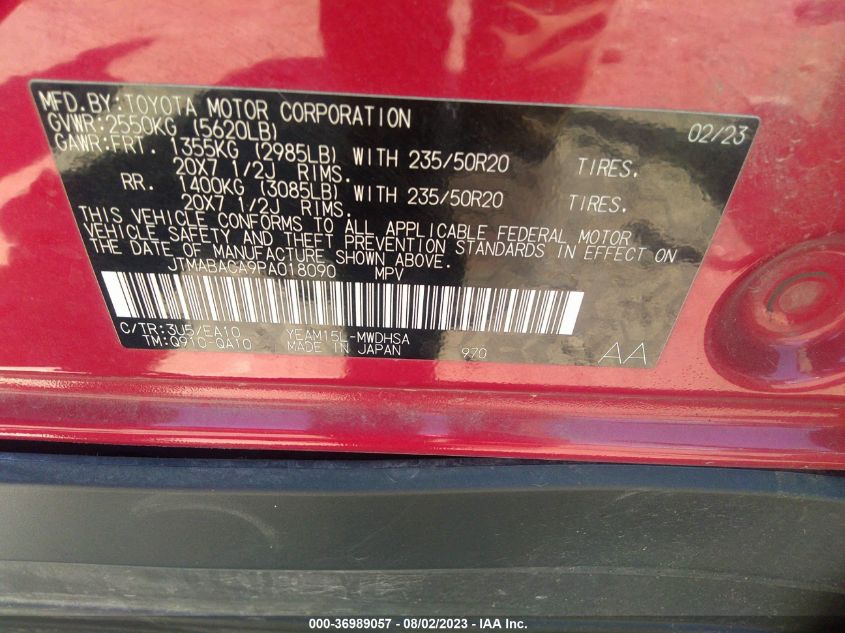 MFD.BY:TOYOTA MOTOR CORPORATION 02/23
GVWR:2550KG (5620LB)
GAWR:FRT. 1355KG (2985LB) WITH 235/50R20 TIRES.
20X7 1/2J RIMS.
RR. 1400KG (3085LB) WITH 235/50R20 TIRES.
20X7 1/2J RIMS.
THIS VEHICLE CONFORMS TO ALL APPLICABLE FEDERAL MOTOR
VEHICLE SAFETY AND THEFT PREVENTION STANDARDS IN EFFECT ON
THE DATE OF MANUFACTURE SHOWN ABOVE.
JTMABACA9PA018090 MPV
C/TR:3U5/EA10 YEAM15L-MWDHSA
TM:Q910-QA10 MADE IN JAPAN 970 AA
000-36989057 - 08/02/2023 - IAA Inc.